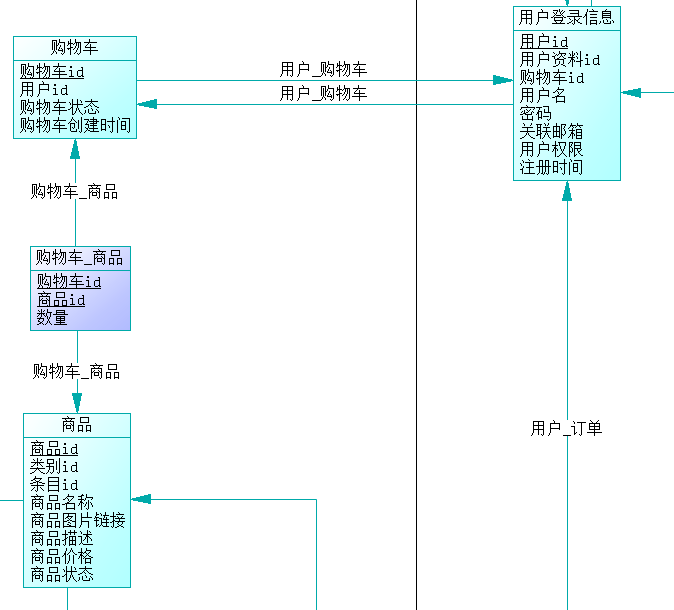 购物车
购物车id
用户id
购物车状态
购物车创建时间
用户_购物车
用户_购物车
用户登录信息
用户id
用户资料id
购物车id
用户名
密码
关联邮箱
用户权限
注册时间
购物车_商品
购物车_商品
购物车id
商品id
数量
购物车_商品
商品
商品id
类别id
条目id
商品名称
商品图片链接
商品描述
商品价格
商品状态
用户_订单